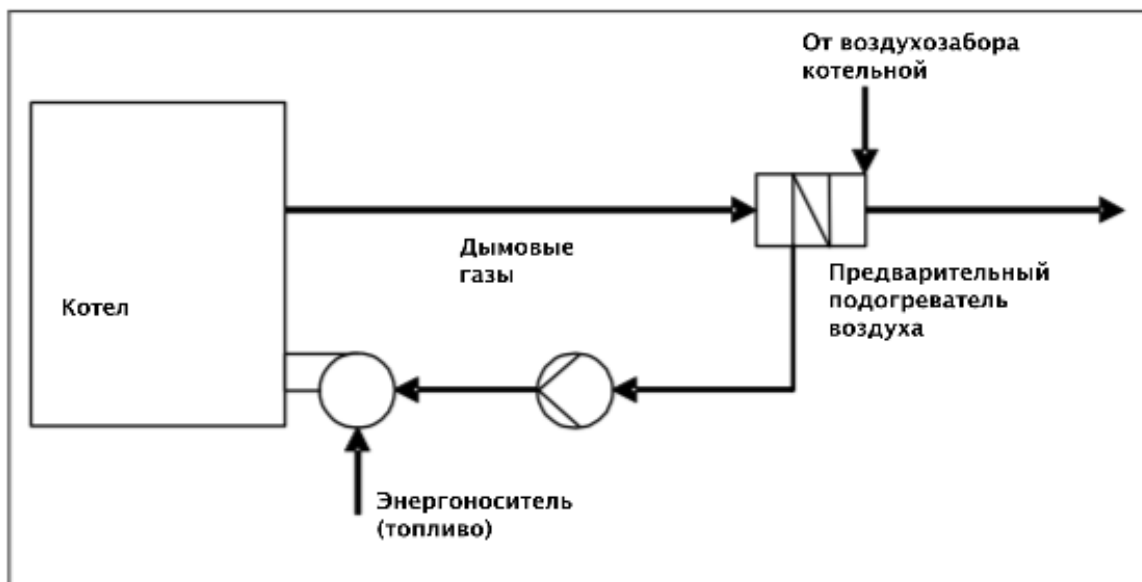 От воздухозабора
котельной
Дымовые
газы
Предварительный
подогреватель
воздуха
Котел
Энергоноситель
(топливо)